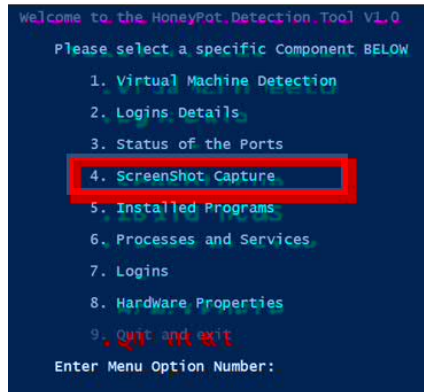 Welcome to the HoneyPot Detection Tool V1.0
Please select a specific Component BELOW
1. Virtual Machine Detection
2. Logins Details
3. Status of the Ports
4. ScreenShot Capture
5. Installed Programs
6. Processes and Services
7. Logins
8. HardWare Properties
9. Quit and exit
Enter Menu Option Number: